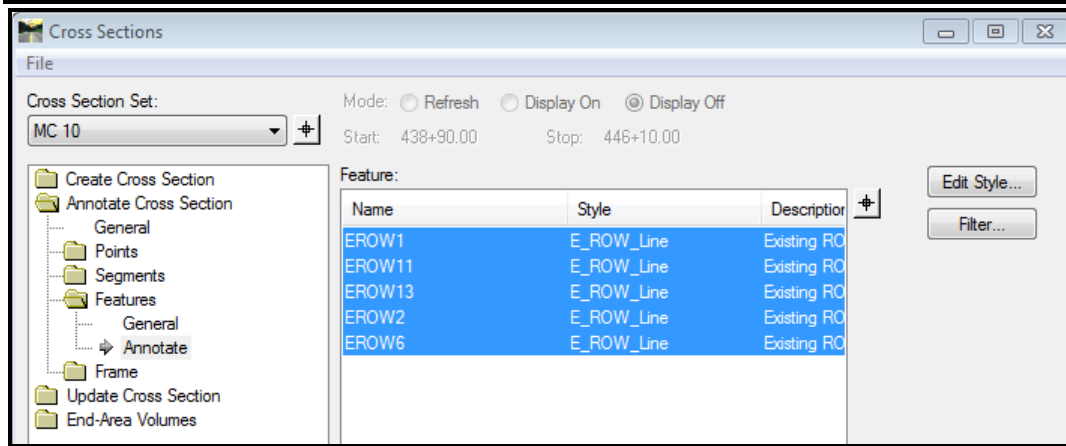 Cross Sections
File
Cross Section Set:
MC 10
Mode: Refresh Display On Display Off
Start: 438+90.00 Stop: 446+10.00
Create Cross Section
Annotate Cross Section
General
Points
Segments
Features
General
Annotate
Frame
Update Cross Section
End-Area Volumes
Feature:
Name Style Description
EROW1 E_ROW_Line Existing RO
EROW11 E_ROW_Line Existing RO
EROW13 E_ROW_Line Existing RO
EROW2 E_ROW_Line Existing RO
EROW6 E_ROW_Line Existing RO
Edit Style...
Filter...